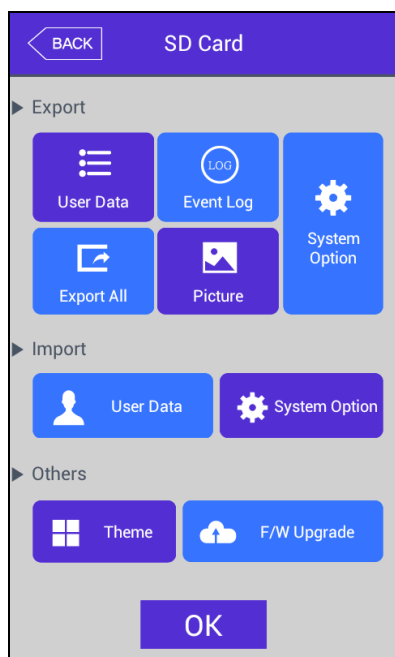 BACK
SD Card
Export
User Data
LOG
Event Log
System
Option
Export All
Picture
Import
User Data
System Option
Others
Theme
F/W Upgrade
OK